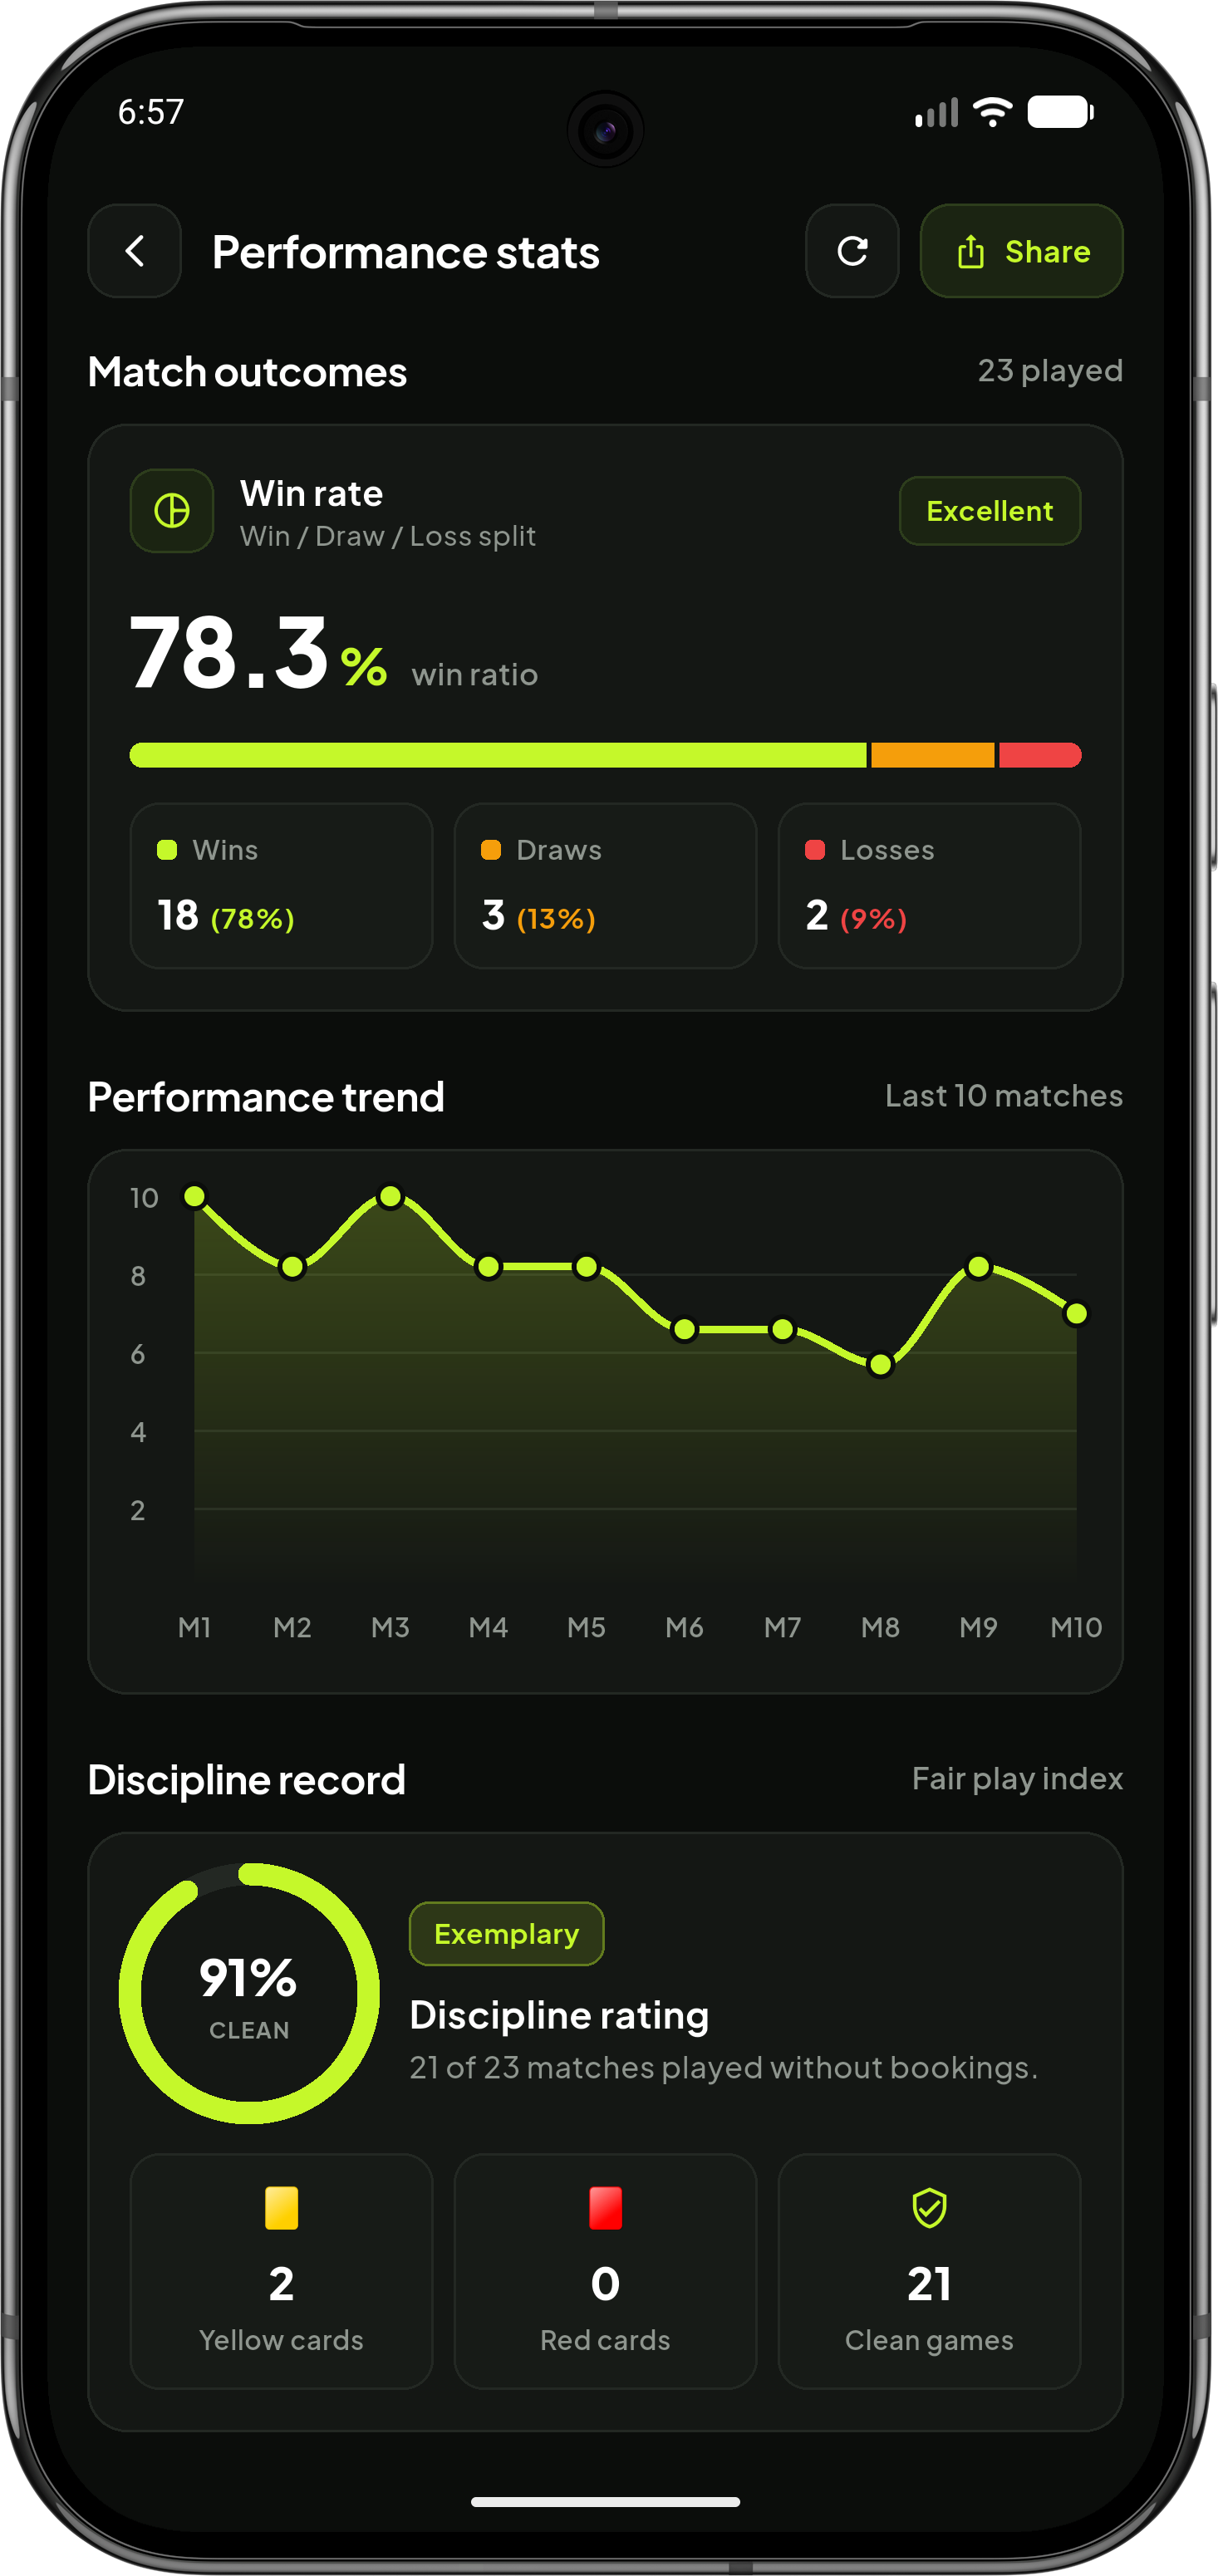 6:57
Performance stats
Share
Match outcomes
23 played
Win rate
Win / Draw / Loss split
Excellent
78.3% win ratio
Wins
18 (78%)
Draws
3 (13%)
Losses
2 (9%)
Performance trend
Last 10 matches
10
8
6
4
2
M1 M2 M3 M4 M5 M6 M7 M8 M9 M10
Discipline record
Fair play index
91%
CLEAN
Exemplary
Discipline rating
21 of 23 matches played without bookings.
2
Yellow cards
0
Red cards
21
Clean games